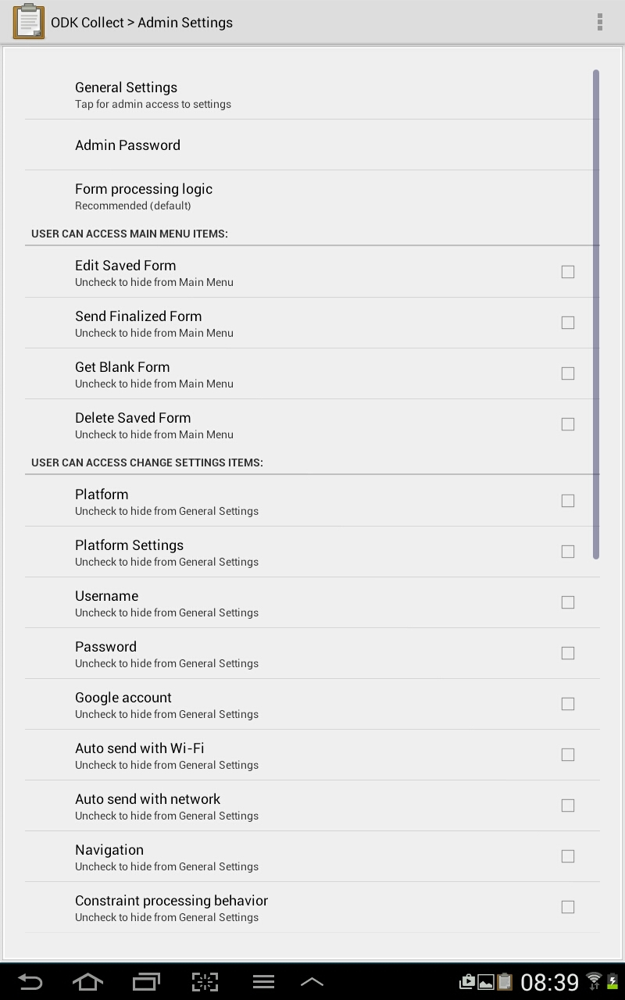 ODK Collect > Admin Settings
General Settings
Tap for admin access to settings
Admin Password
Form processing logic
Recommended (default)
USER CAN ACCESS MAIN MENU ITEMS:
Edit Saved Form
Uncheck to hide from Main Menu
Send Finalized Form
Uncheck to hide from Main Menu
Get Blank Form
Uncheck to hide from Main Menu
Delete Saved Form
Uncheck to hide from Main Menu
USER CAN ACCESS CHANGE SETTINGS ITEMS:
Platform
Uncheck to hide from General Settings
Platform Settings
Uncheck to hide from General Settings
Username
Uncheck to hide from General Settings
Password
Uncheck to hide from General Settings
Google account
Uncheck to hide from General Settings
Auto send with Wi-Fi
Uncheck to hide from General Settings
Auto send with network
Uncheck to hide from General Settings
Navigation
Uncheck to hide from General Settings
Constraint processing behavior
Uncheck to hide from General Settings
08:39